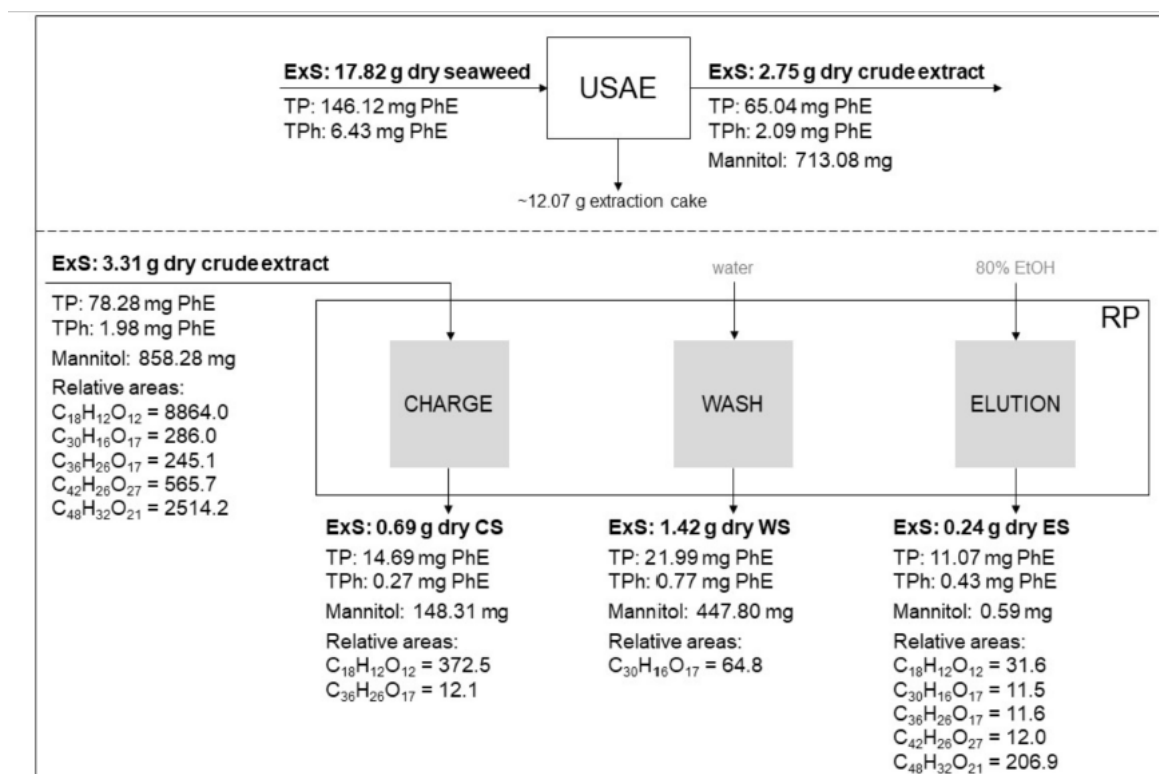 ExS: 17.82 g dry seaweed
TP: 146.12 mg PhE
TPh: 6.43 mg PhE
USAE
ExS: 2.75 g dry crude extract
TP: 65.04 mg PhE
TPh: 2.09 mg PhE
Mannitol: 713.08 mg
~12.07 g extraction cake
ExS: 3.31 g dry crude extract
TP: 78.28 mg PhE
TPh: 1.98 mg PhE
Mannitol: 858.28 mg
Relative areas:
C₁₈H₁₂O₁₂ = 8864.0
C₃₀H₁₆O₁₇ = 286.0
C₃₆H₂₆O₁₇ = 245.1
C₄₂H₂₆O₂₇ = 565.7
C₄₈H₃₂O₂₁ = 2514.2
water
80% EtOH
RP
CHARGE
WASH
ELUTION
ExS: 0.69 g dry CS
TP: 14.69 mg PhE
TPh: 0.27 mg PhE
Mannitol: 148.31 mg
Relative areas:
C₁₈H₁₂O₁₂ = 372.5
C₃₆H₂₆O₁₇ = 12.1
ExS: 1.42 g dry WS
TP: 21.99 mg PhE
TPh: 0.77 mg PhE
Mannitol: 447.80 mg
Relative areas:
C₃₀H₁₆O₁₇ = 64.8
ExS: 0.24 g dry ES
TP: 11.07 mg PhE
TPh: 0.43 mg PhE
Mannitol: 0.59 mg
Relative areas:
C₁₈H₁₂O₁₂ = 31.6
C₃₀H₁₆O₁₇ = 11.5
C₃₆H₂₆O₁₇ = 11.6
C₄₂H₂₆O₂₇ = 12.0
C₄₈H₃₂O₂₁ = 206.9